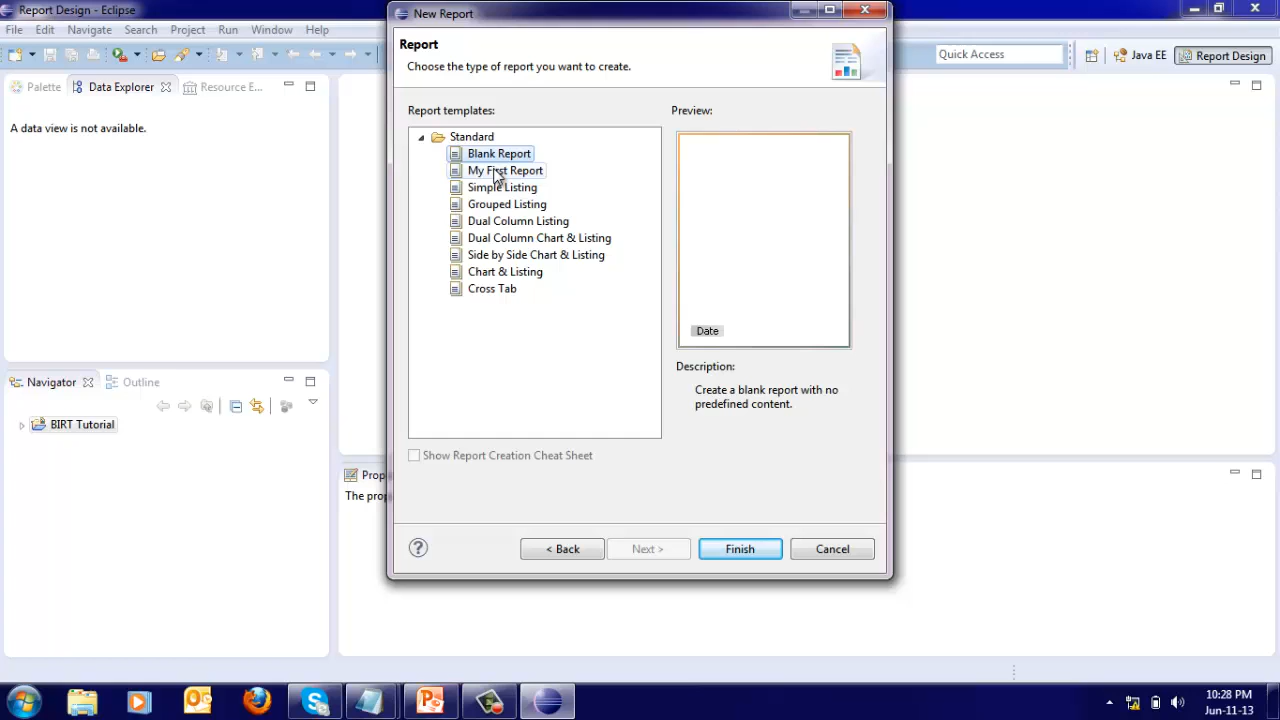 Report Design - Eclipse
New Report
File Edit Navigate Search Project Run Window Help
Report
Choose the type of report you want to create.
Quick Access
Java EE
Report Design
Palette
Data Explorer
Resource E...
A data view is not available.
Report templates:
Preview:
Standard
Blank Report
My First Report
Simple Listing
Grouped Listing
Dual Column Listing
Dual Column Chart & Listing
Side by Side Chart & Listing
Chart & Listing
Cross Tab
Date
Description:
Create a blank report with no
predefined content.
Navigator
Outline
BIRT Tutorial
Show Report Creation Cheat Sheet
Prop
The prop
< Back
Next >
Finish
Cancel
10:28 PM
Jun-11-13